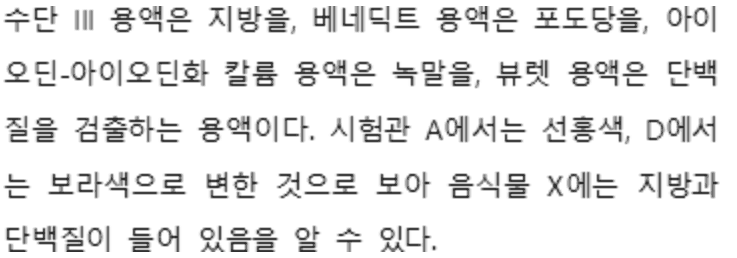 수단 Ⅲ 용액은 지방을, 베네딕트 용액은 포도당을, 아이
오딘-아이오딘화 칼륨 용액은 녹말을, 뷰렛 용액은 단백
질을 검출하는 용액이다. 시험관 A에서는 선홍색, D에서
는 보라색으로 변한 것으로 보아 음식물 X에는 지방과
단백질이 들어 있음을 알 수 있다.